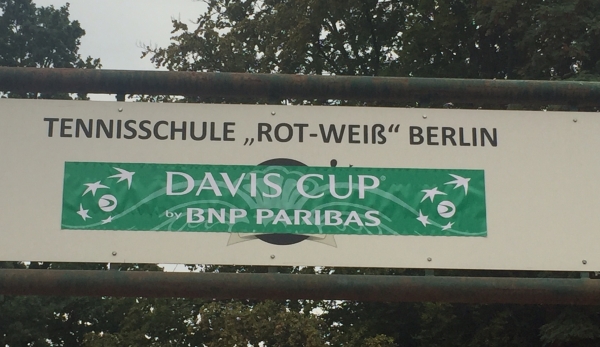 TENNISSCHULE „ROT-WEIß“ BERLIN
DAVIS CUP®
by BNP PARIBAS